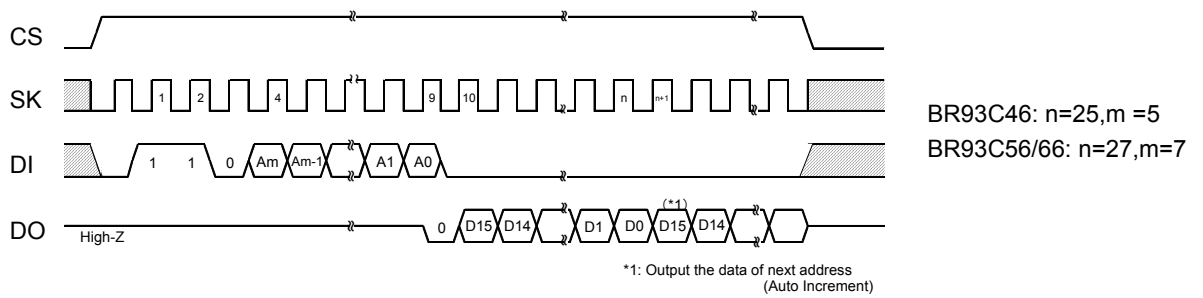 CS
SK 1 2 4 9 10 n n+1
BR93C46: n=25,m =5
BR93C56/66: n=27,m=7
DI 1 1 0 Am Am-1 A1 A0
(*1)
DO High-Z 0 D15 D14 D1 D0 D15 D14
*1: Output the data of next address
(Auto Increment)